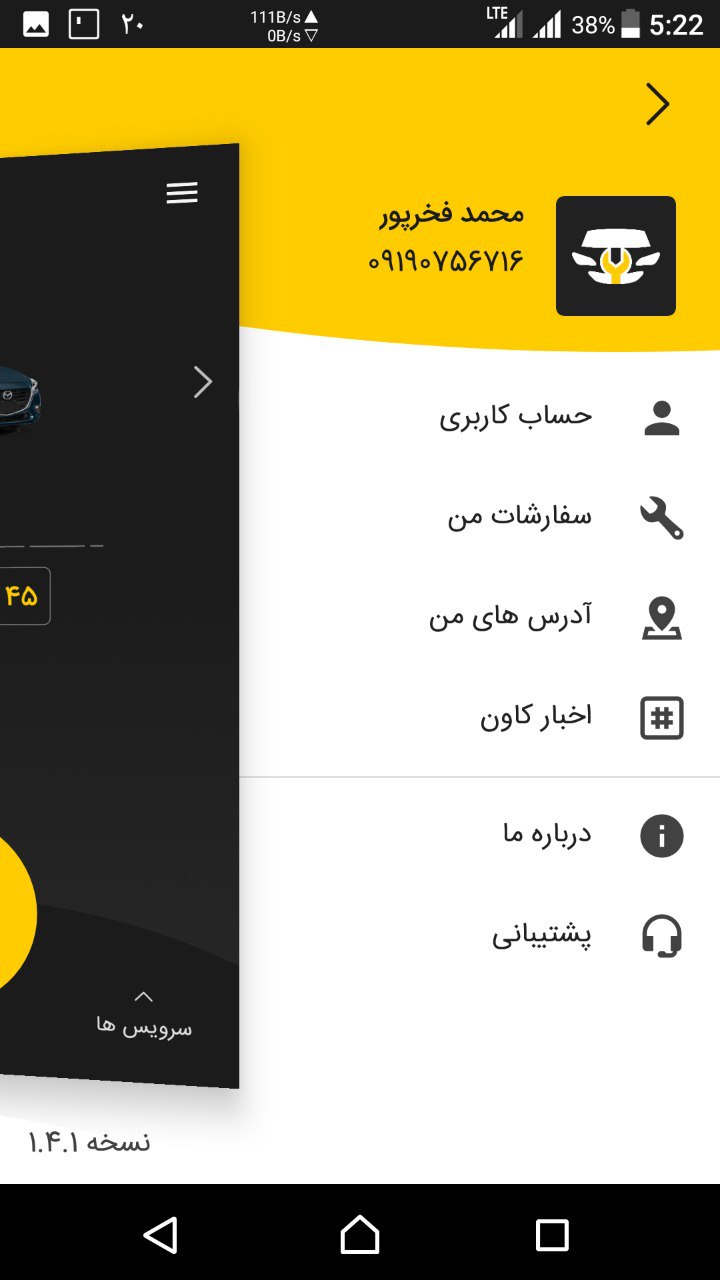 ۲۰
111B/s
0B/s
LTE
38%
5:22
محمد فخرپور
۰۹۱۹۰۷۵۶۷۱۶
حساب کاربری
سفارشات من
آدرس های من
اخبار کاون
درباره ما
پشتیبانی
۴۵
سرویس ها
نسخه ۱.۴.۱